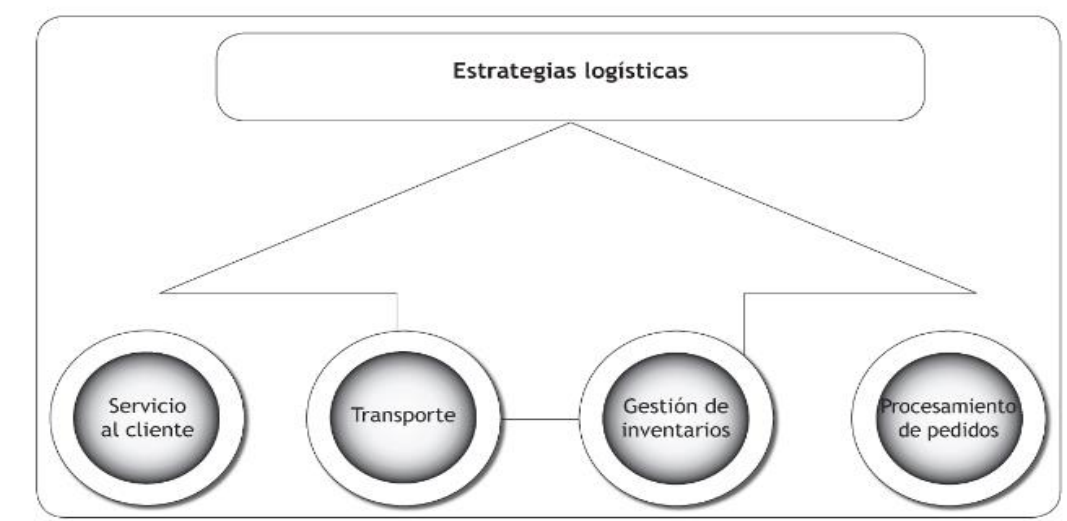 Estrategias logísticas
Servicio
al cliente
Transporte
Gestión de
inventarios
Procesamiento
de pedidos